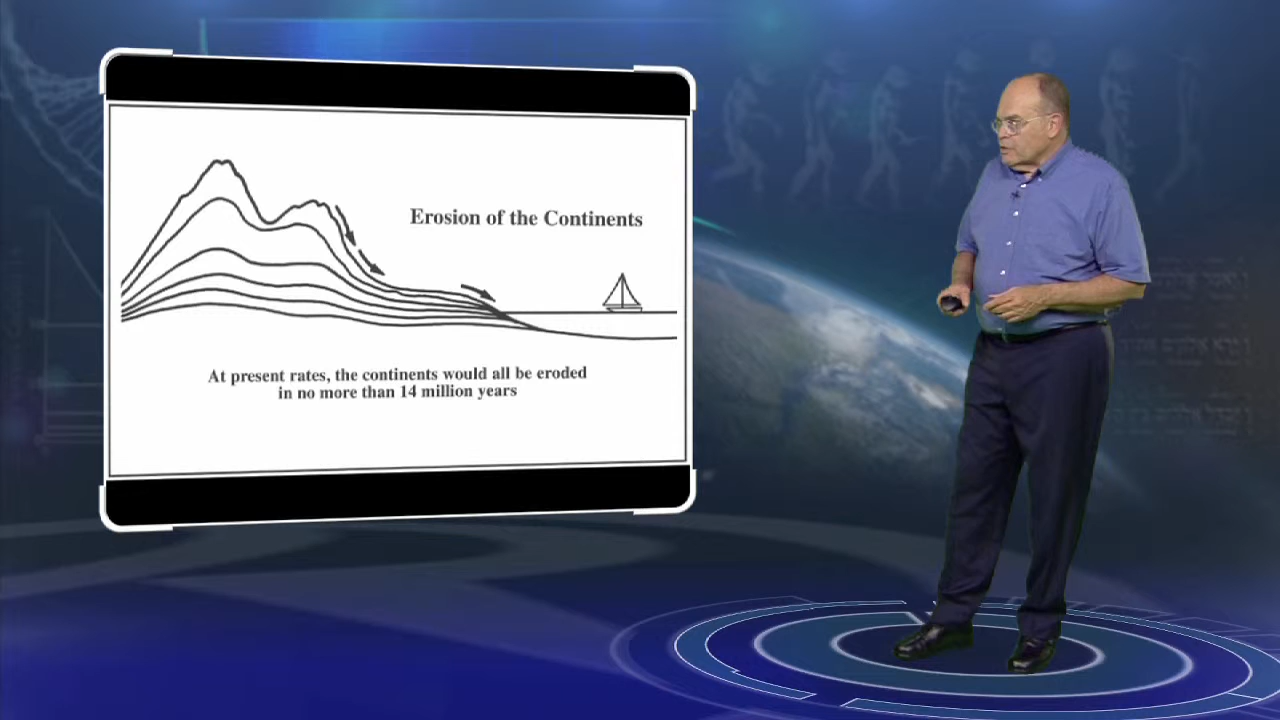 Erosion of the Continents
At present rates, the continents would all be eroded
in no more than 14 million years